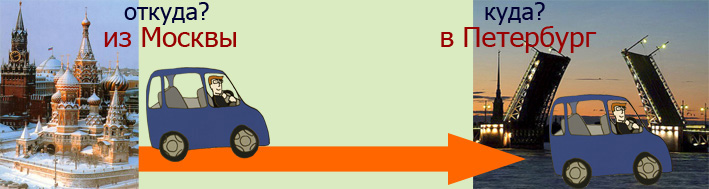 откуда?
из Москвы
куда?
в Петербург